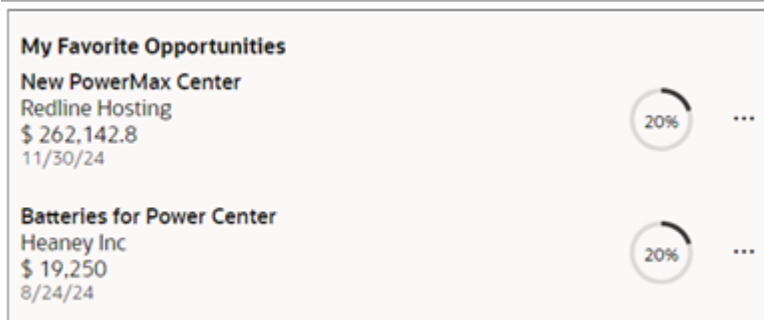 My Favorite Opportunities
New PowerMax Center
Redline Hosting
$ 262,142.8
11/30/24
20%
...
Batteries for Power Center
Heaney Inc
$ 19,250
8/24/24
20%
...